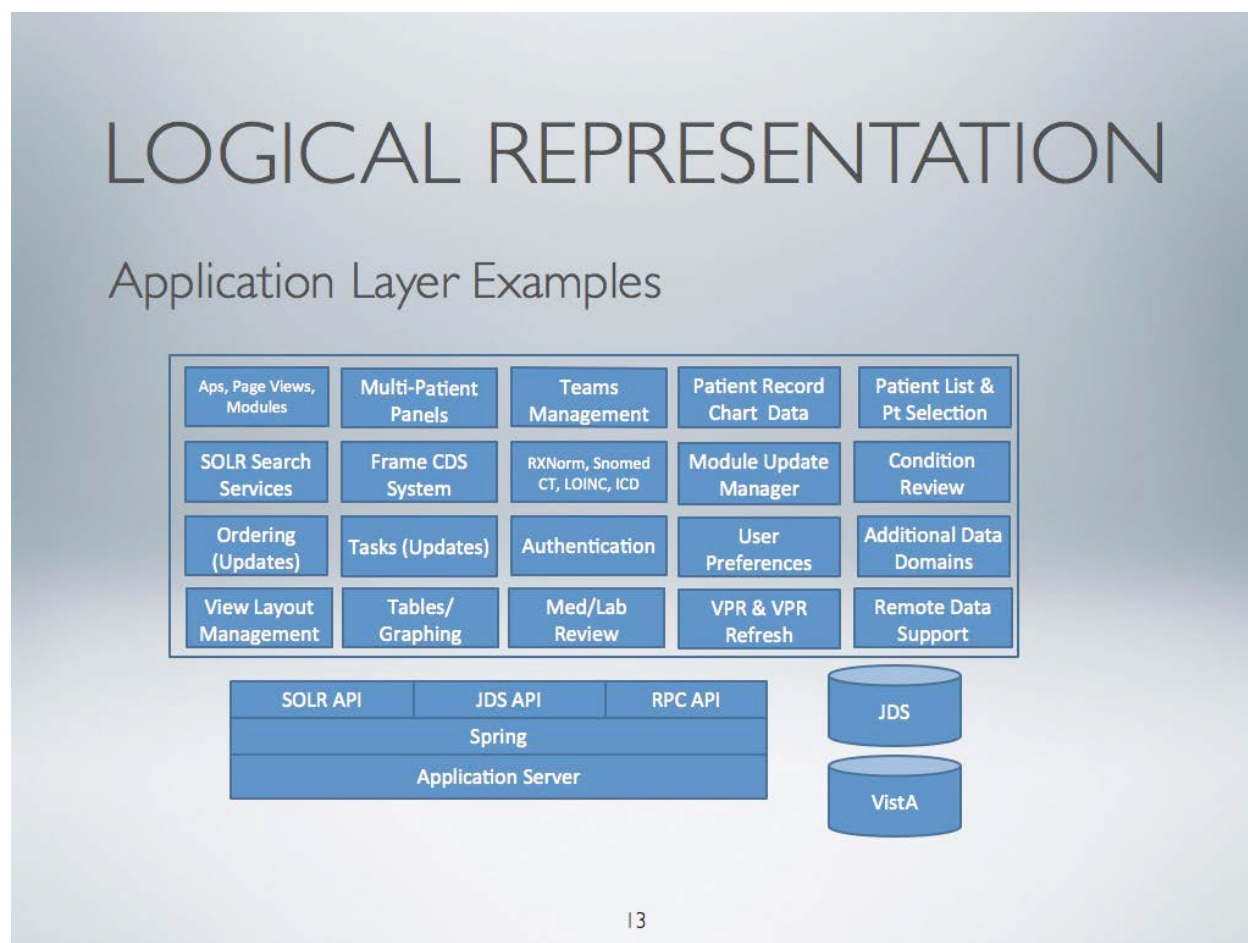 LOGICAL REPRESENTATION
Application Layer Examples
Aps, Page Views,
Modules
Multi-Patient
Panels
Teams
Management
Patient Record
Chart Data
Patient List &
Pt Selection
SOLR Search
Services
Frame CDS
System
RXNorm, Snomed
CT, LOINC, ICD
Module Update
Manager
Condition
Review
Ordering
(Updates)
Tasks (Updates)
Authentication
User
Preferences
Additional Data
Domains
View Layout
Management
Tables/
Graphing
Med/Lab
Review
VPR & VPR
Refresh
Remote Data
Support
SOLR API
JDS API
RPC API
Spring
Application Server
JDS
VistA
13